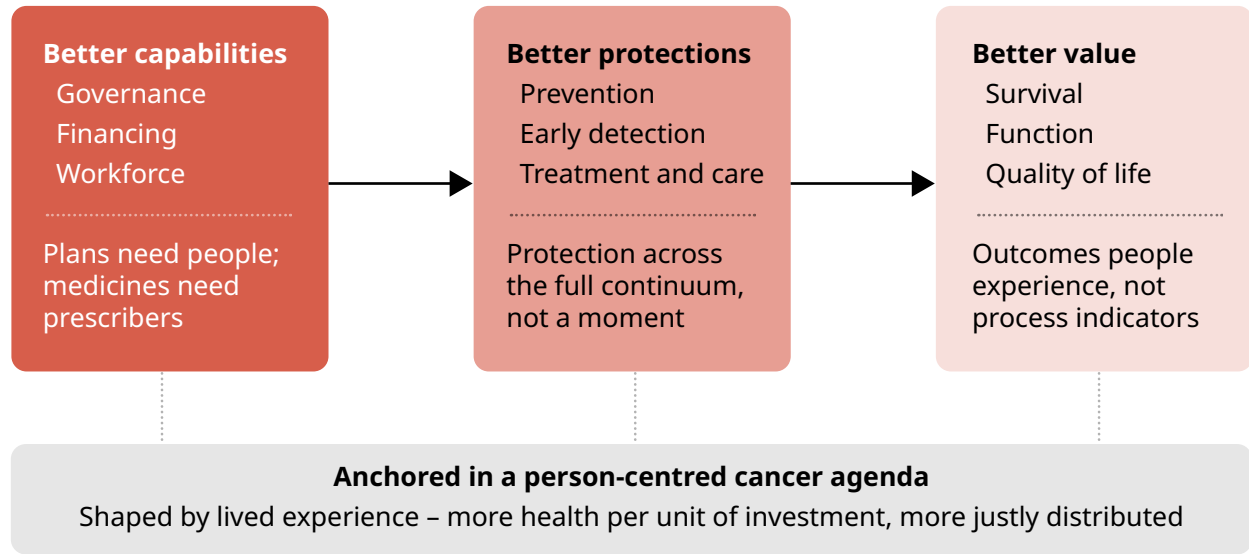 Better capabilities
Governance
Financing
Workforce
Plans need people;
medicines need
prescribers
Better protections
Prevention
Early detection
Treatment and care
Protection across
the full continuum,
not a moment
Better value
Survival
Function
Quality of life
Outcomes people
experience, not
process indicators
Anchored in a person-centred cancer agenda
Shaped by lived experience – more health per unit of investment, more justly distributed